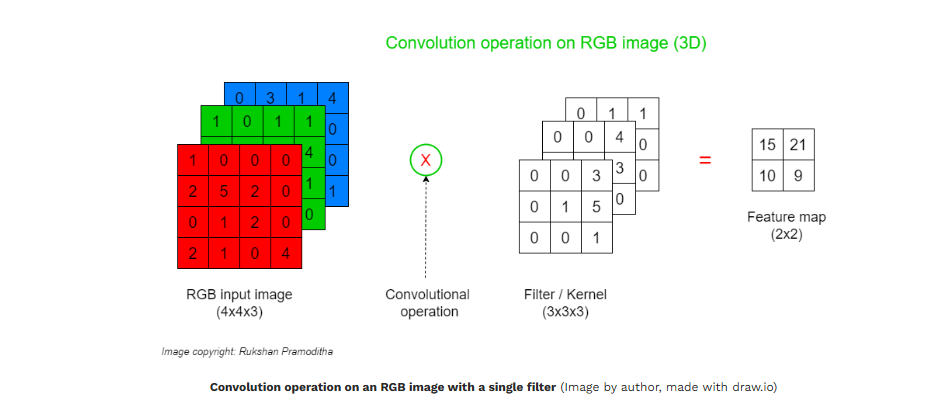 Convolution operation on RGB image (3D)
0 3 1 4
1 0 1 1
0
1 0 0 0
4
0
2 5 2 0
1
1
0 1 2 0
0
2 1 0 4
X
0 1 1
0 0 4
0
0 0 3
3
0
0 1 5
0
0 0 1
=
15 21
10 9
Feature map
(2x2)
RGB input image
(4x4x3)
Convolutional
operation
Filter / Kernel
(3x3x3)
Image copyright: Rukshan Pramoditha
Convolution operation on an RGB image with a single filter (Image by author, made with draw.io)